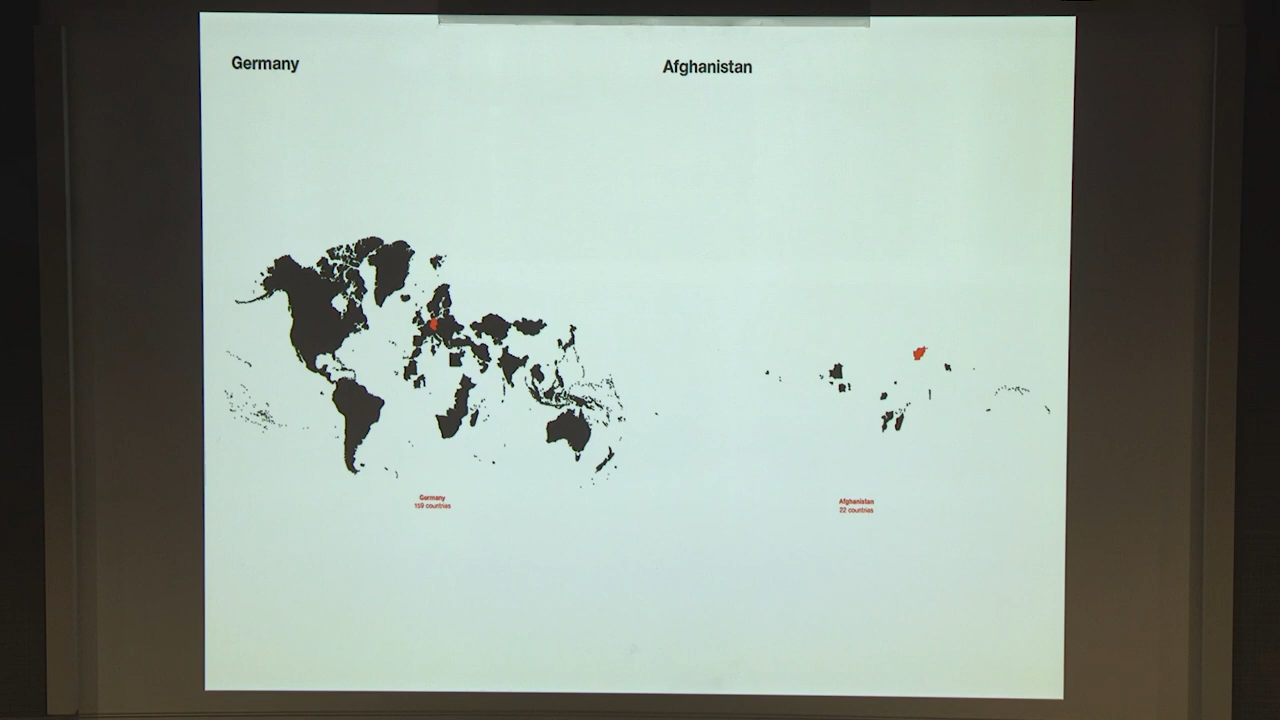 Germany
Afghanistan
Germany
159 countries
Afghanistan
22 countries